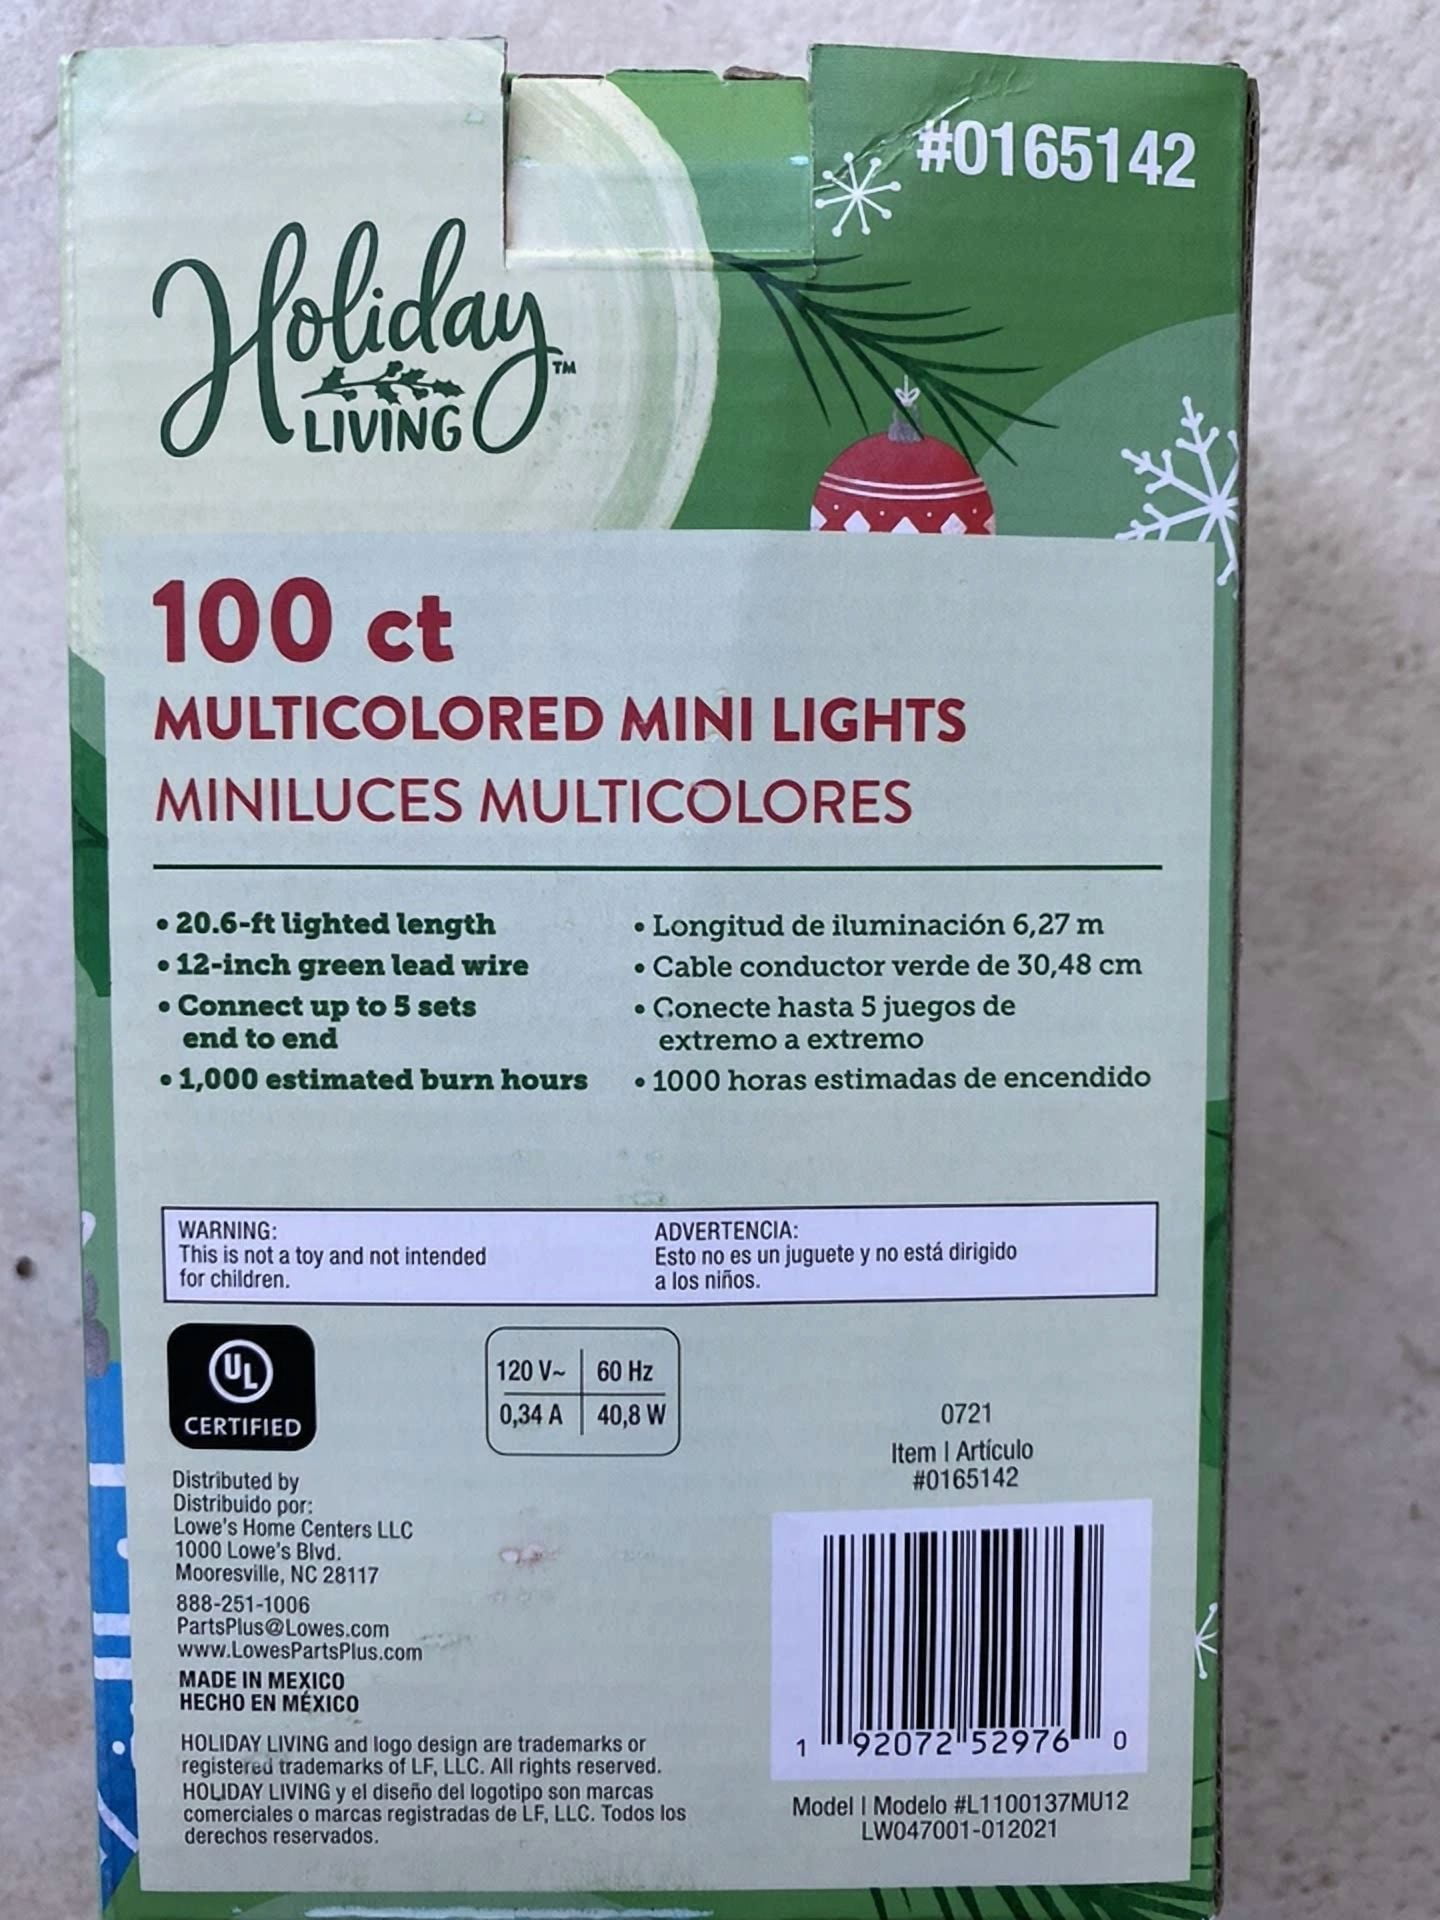 #0165142
Holiday
LIVING™
100 ct
MULTICOLORED MINI LIGHTS
MINILUCES MULTICOLORES
• 20.6-ft lighted length
• 12-inch green lead wire
• Connect up to 5 sets
end to end
• 1,000 estimated burn hours
• Longitud de iluminación 6,27 m
• Cable conductor verde de 30,48 cm
• Conecte hasta 5 juegos de
extremo a extremo
• 1000 horas estimadas de encendido
WARNING:
This is not a toy and not intended
for children.
ADVERTENCIA:
Esto no es un juguete y no está dirigido
a los niños.
UL
CERTIFIED
120 V~ 60 Hz
0,34 A 40,8 W
Distributed by
Distribuido por:
Lowe's Home Centers LLC
1000 Lowe's Blvd.
Mooresville, NC 28117
888-251-1006
PartsPlus@Lowes.com
www.LowesPartsPlus.com
MADE IN MEXICO
HECHO EN MÉXICO
HOLIDAY LIVING and logo design are trademarks or
registered trademarks of LF, LLC. All rights reserved.
HOLIDAY LIVING y el diseño del logotipo son marcas
comerciales o marcas registradas de LF, LLC. Todos los
derechos reservados.
0721
Item | Artículo
#0165142
1 92072 52976 0
Model | Modelo #L1100137MU12
LW047001-012021